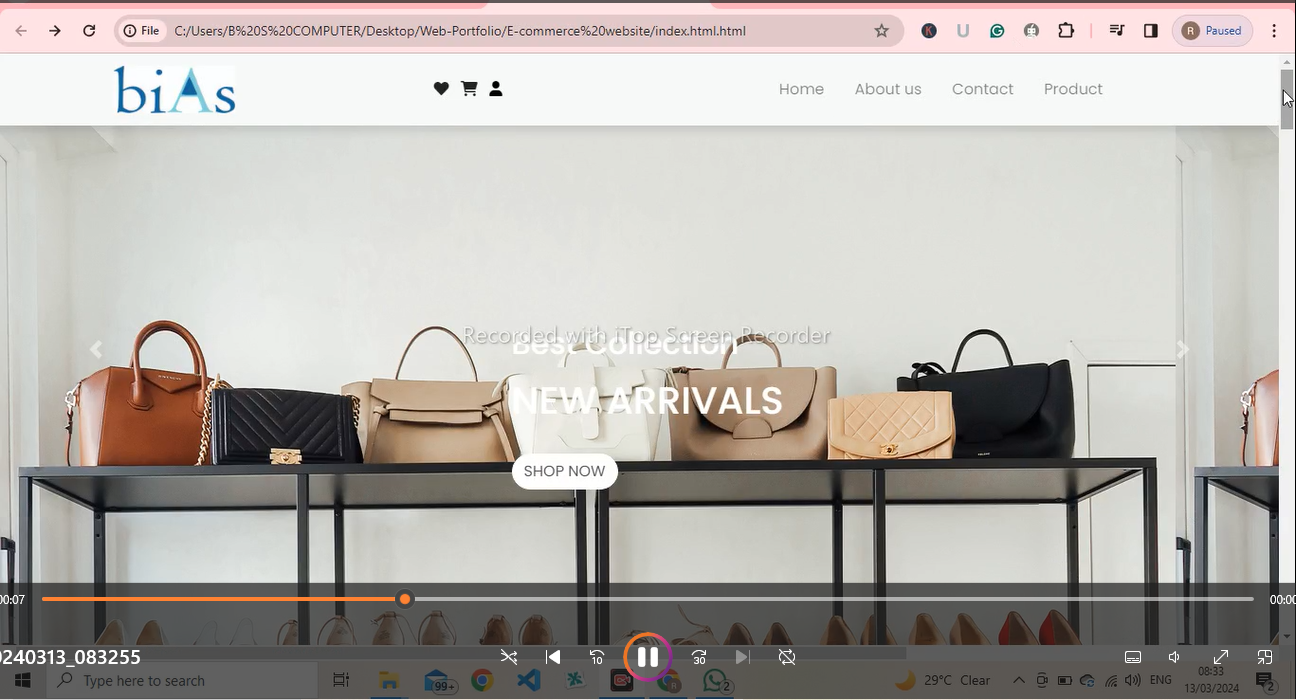 File
C:/Users/B%20S%20COMPUTER/Desktop/Web-Portfolio/E-commerce%20website/index.html.html
K
U
R
Paused
biAs
Home
About us
Contact
Product
Recorded with iTop Screen Recorder
Best Collection
NEW ARRIVALS
SHOP NOW
00:07
00:00
0240313_083255
10
30
Type here to search
99+
R
2
29°C Clear
ENG
08:33
13/03/2024
2